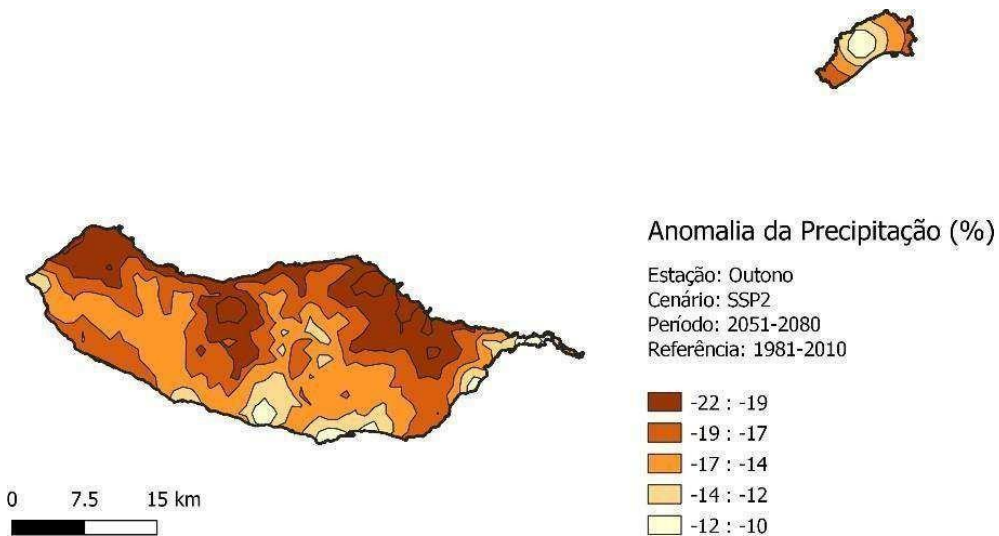 Anomalia da Precipitação (%)
Estação: Outono
Cenário: SSP2
Período: 2051-2080
Referência: 1981-2010
-22 : -19
-19 : -17
-17 : -14
-14 : -12
-12 : -10
0 7.5 15 km